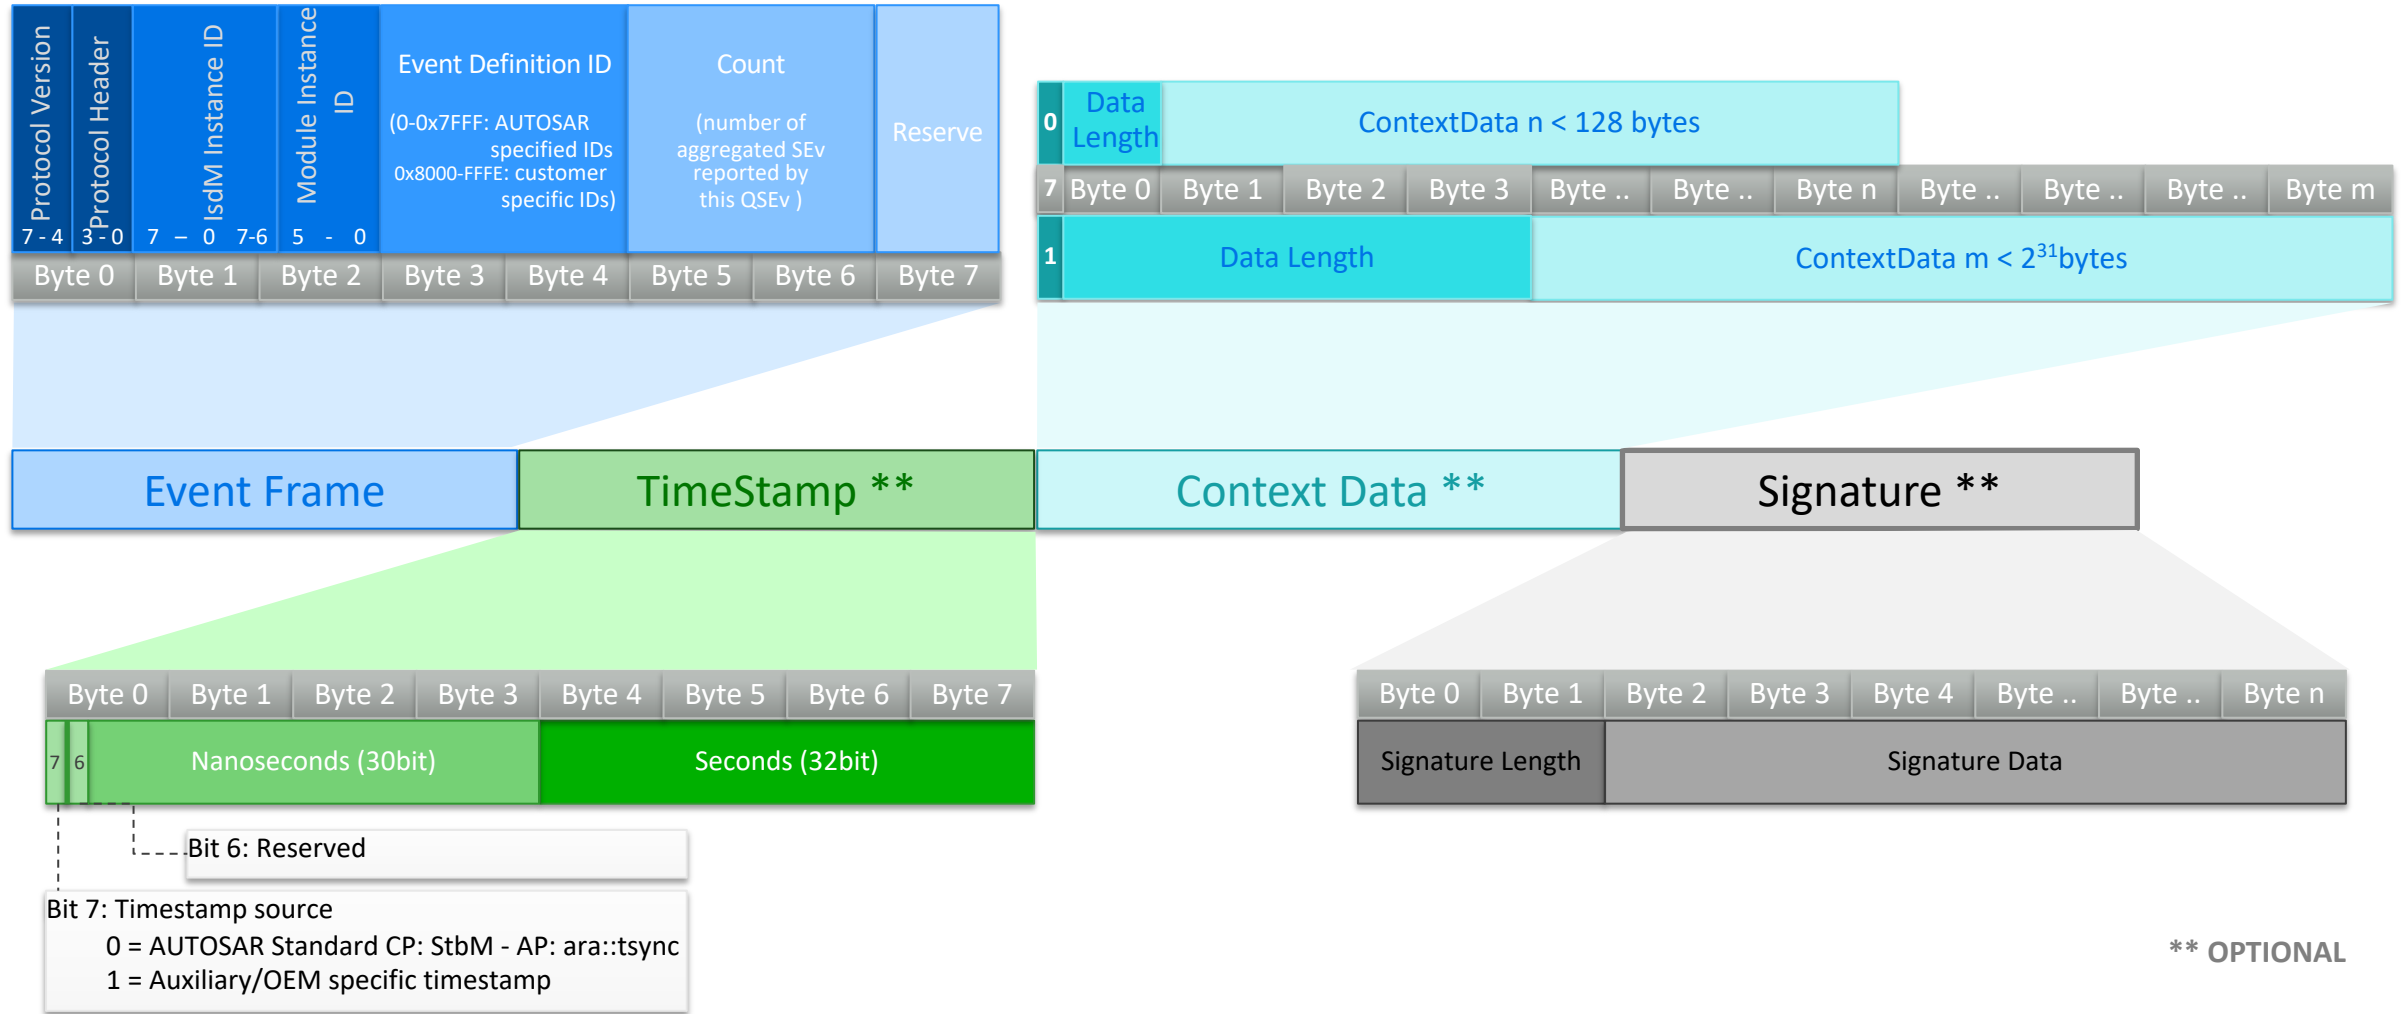 Protocol Version
7 - 4
Protocol Header
3 - 0
IsdM Instance ID
7 – 0 7-6
Module Instance
ID
5 - 0
Event Definition ID
(0-0x7FFF: AUTOSAR
specified IDs
0x8000-FFFE: customer
specific IDs)
Count
(number of
aggregated SEv
reported by
this QSEv )
Reserve
Byte 0 Byte 1 Byte 2 Byte 3 Byte 4 Byte 5 Byte 6 Byte 7
0
Data
Length
ContextData n < 128 bytes
7 Byte 0 Byte 1 Byte 2 Byte 3 Byte .. Byte .. Byte n Byte .. Byte .. Byte .. Byte m
1 Data Length ContextData m < 2³¹bytes
Event Frame TimeStamp ** Context Data ** Signature **
Byte 0 Byte 1 Byte 2 Byte 3 Byte 4 Byte 5 Byte 6 Byte 7
7 6 Nanoseconds (30bit) Seconds (32bit)
Bit 6: Reserved
Bit 7: Timestamp source
0 = AUTOSAR Standard CP: StbM - AP: ara::tsync
1 = Auxiliary/OEM specific timestamp
Byte 0 Byte 1 Byte 2 Byte 3 Byte 4 Byte .. Byte .. Byte n
Signature Length Signature Data
** OPTIONAL